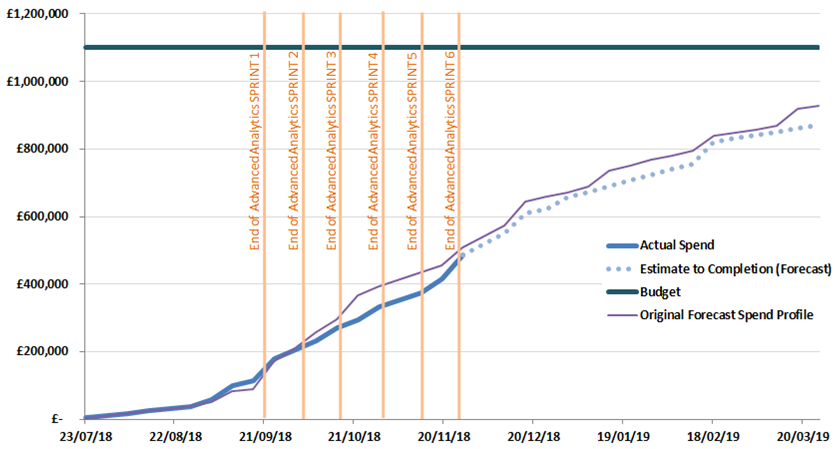 £1,200,000
£1,000,000
£800,000
£600,000
£400,000
£200,000
£-
End of Advanced Analytics SPRINT 1
End of Advanced Analytics SPRINT 2
End of Advanced Analytics SPRINT 3
End of Advanced Analytics SPRINT 4
End of Advanced Analytics SPRINT 5
End of Advanced Analytics SPRINT 6
Actual Spend
Estimate to Completion (Forecast)
Budget
Original Forecast Spend Profile
23/07/18 22/08/18 21/09/18 21/10/18 20/11/18 20/12/18 19/01/19 18/02/19 20/03/19